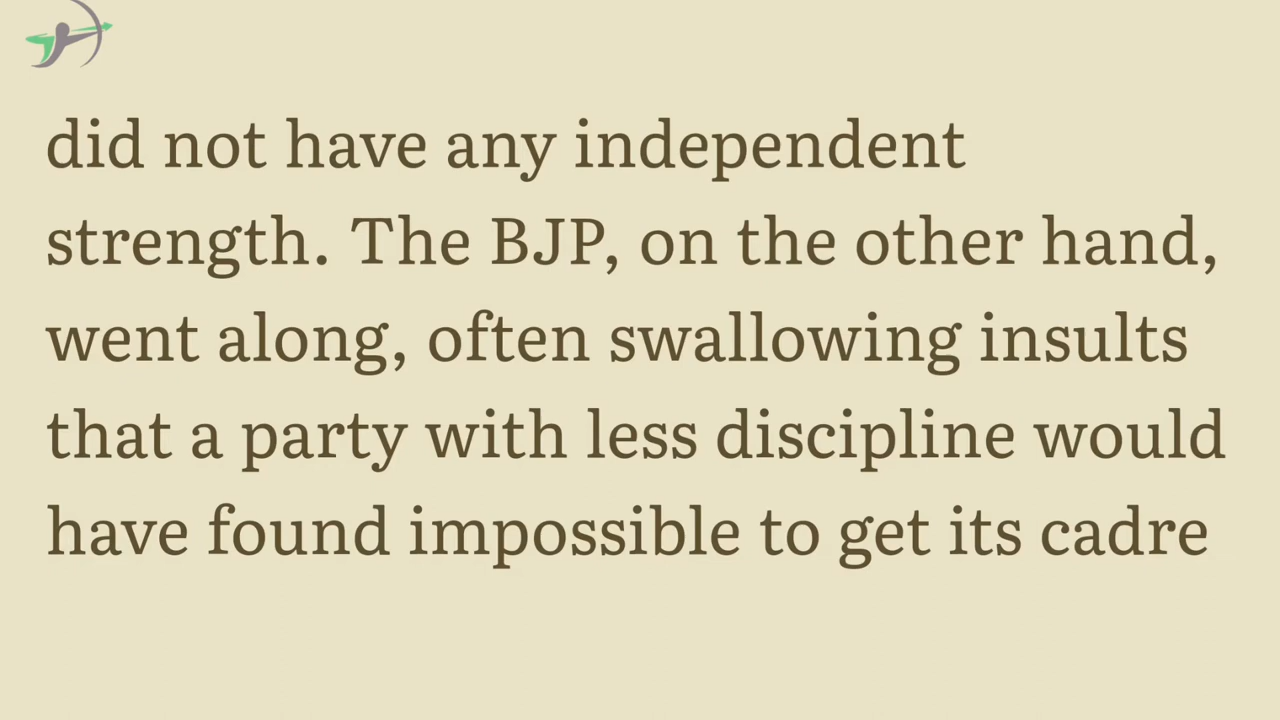 did not have any independent
strength. The BJP, on the other hand,
went along, often swallowing insults
that a party with less discipline would
have found impossible to get its cadre